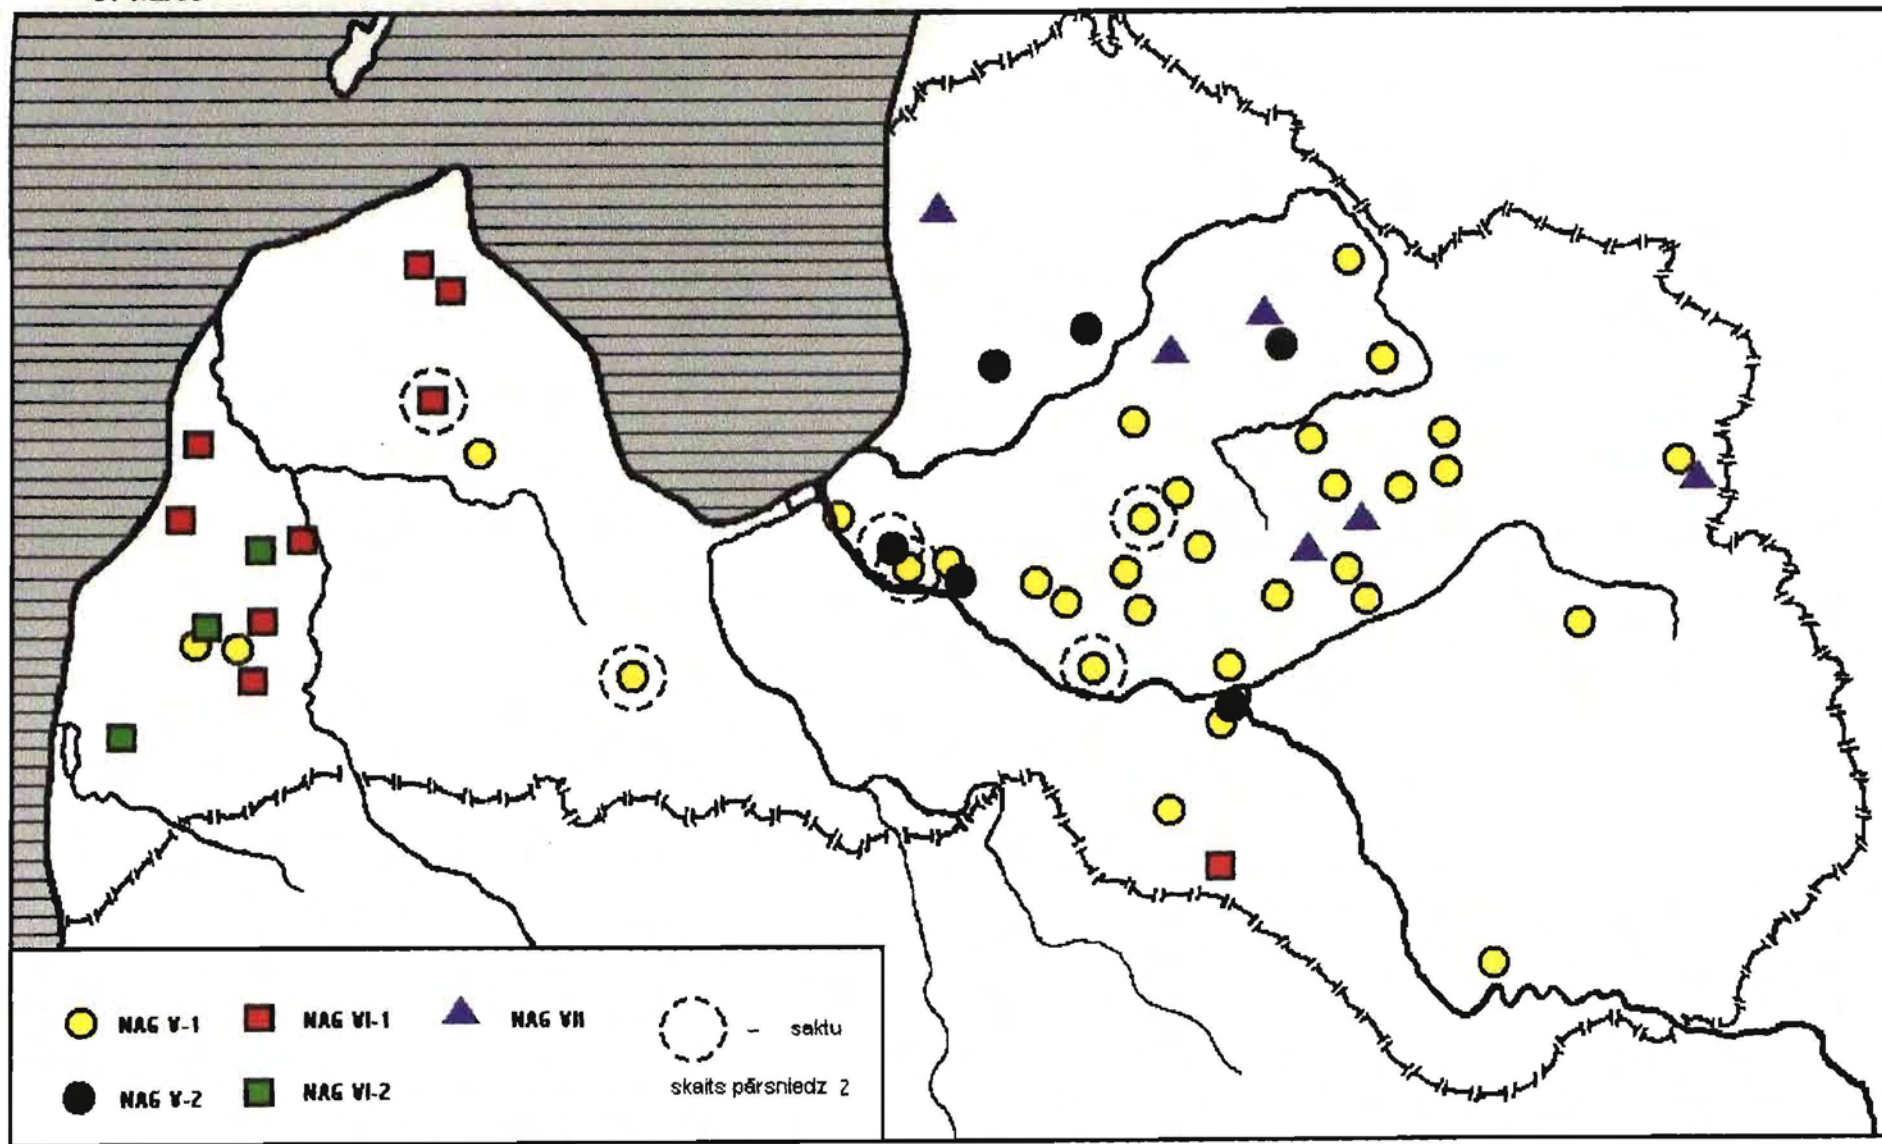 NAG V-1
NAG VI-1
NAG VII
– saktu
skaits pārsniedz 2
NAG V-2
NAG VI-2